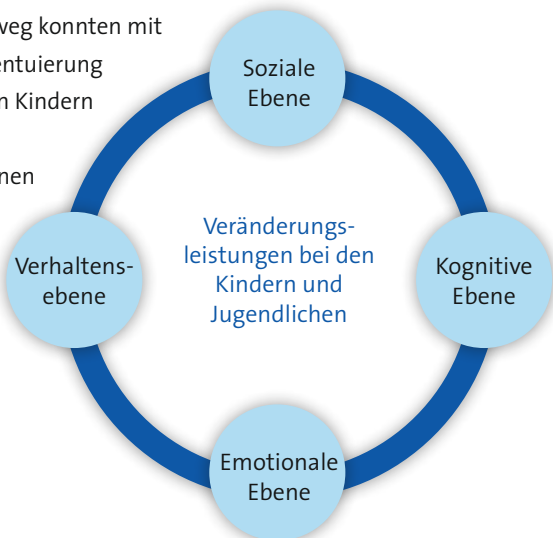 weg konnten mit
entuierung
n Kindern
nen
Soziale
Ebene
Veränderungs-
leistungen bei den
Kindern und
Jugendlichen
Verhaltens-
ebene
Kognitive
Ebene
Emotionale
Ebene